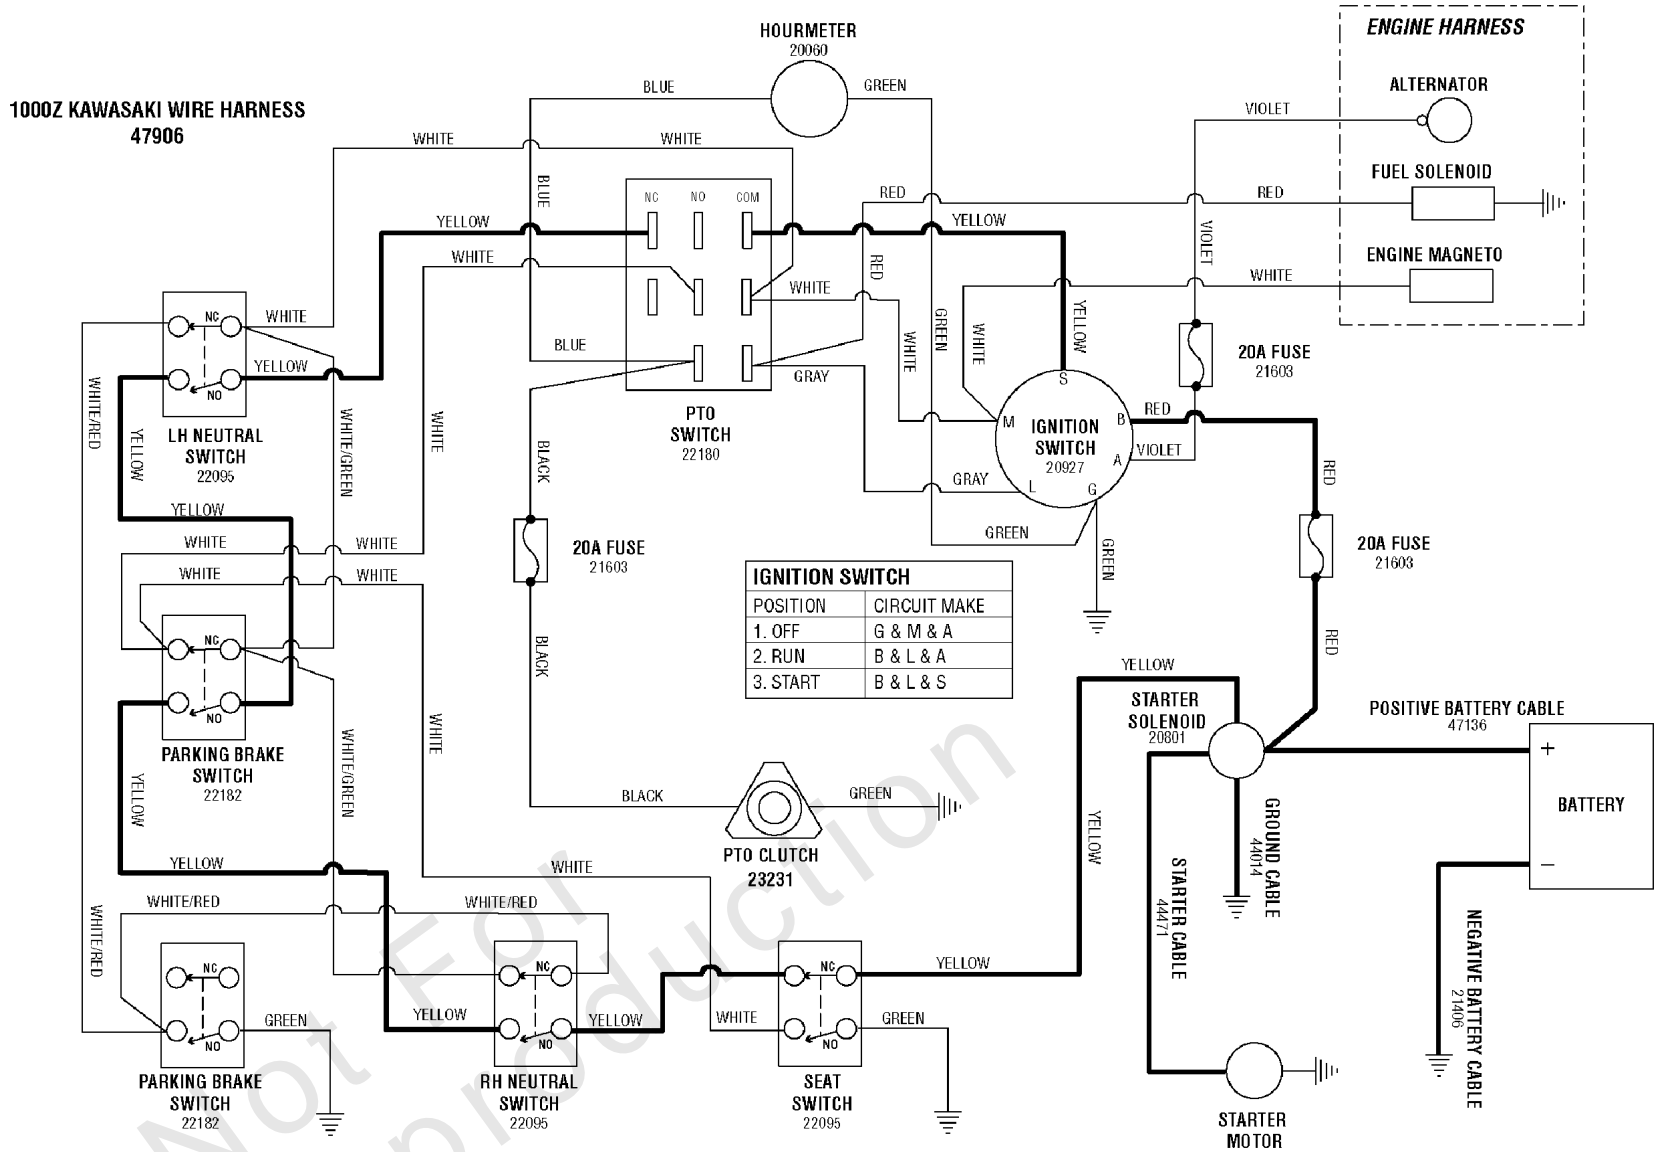 1000Z KAWASAKI WIRE HARNESS
47906
HOURMETER
20060
BLUE
GREEN
ENGINE HARNESS
ALTERNATOR
VIOLET
FUEL SOLENOID
RED
RED
ENGINE MAGNETO
WHITE
WHITE
WHITE
BLUE
NC
NO
COM
YELLOW
YELLOW
WHITE
RED
VIOLET
WHITE
NC
NO
WHITE
YELLOW
LH NEUTRAL
SWITCH
22095
BLUE
GRAY
WHITE
GREEN
WHITE
YELLOW
PTO
SWITCH
22180
20A FUSE
21603
S
M
B
A
L
G
IGNITION
SWITCH
20927
RED
VIOLET
GRAY
GREEN
GREEN
RED
WHITE/RED
YELLOW
WHITE/GREEN
WHITE
BLACK
YELLOW
WHITE
WHITE
WHITE
WHITE
20A FUSE
21603
20A FUSE
21603
IGNITION SWITCH
POSITION CIRCUIT MAKE
1. OFF G & M & A
2. RUN B & L & A
3. START B & L & S
NC
NO
PARKING BRAKE
SWITCH
22182
YELLOW
WHITE/GREEN
WHITE
BLACK
RED
YELLOW
STARTER
SOLENOID
20801
POSITIVE BATTERY CABLE
47136
+
BATTERY
−
BLACK
GREEN
PTO CLUTCH
23231
YELLOW
WHITE
YELLOW
GROUND CABLE
44014
STARTER CABLE
44471
NEGATIVE BATTERY CABLE
21406
WHITE/RED
WHITE/RED
WHITE/RED
NC
NO
GREEN
PARKING BRAKE
SWITCH
22182
YELLOW
NC
NO
YELLOW
RH NEUTRAL
SWITCH
22095
WHITE
NC
NO
YELLOW
GREEN
SEAT
SWITCH
22095
STARTER
MOTOR
Not For
production